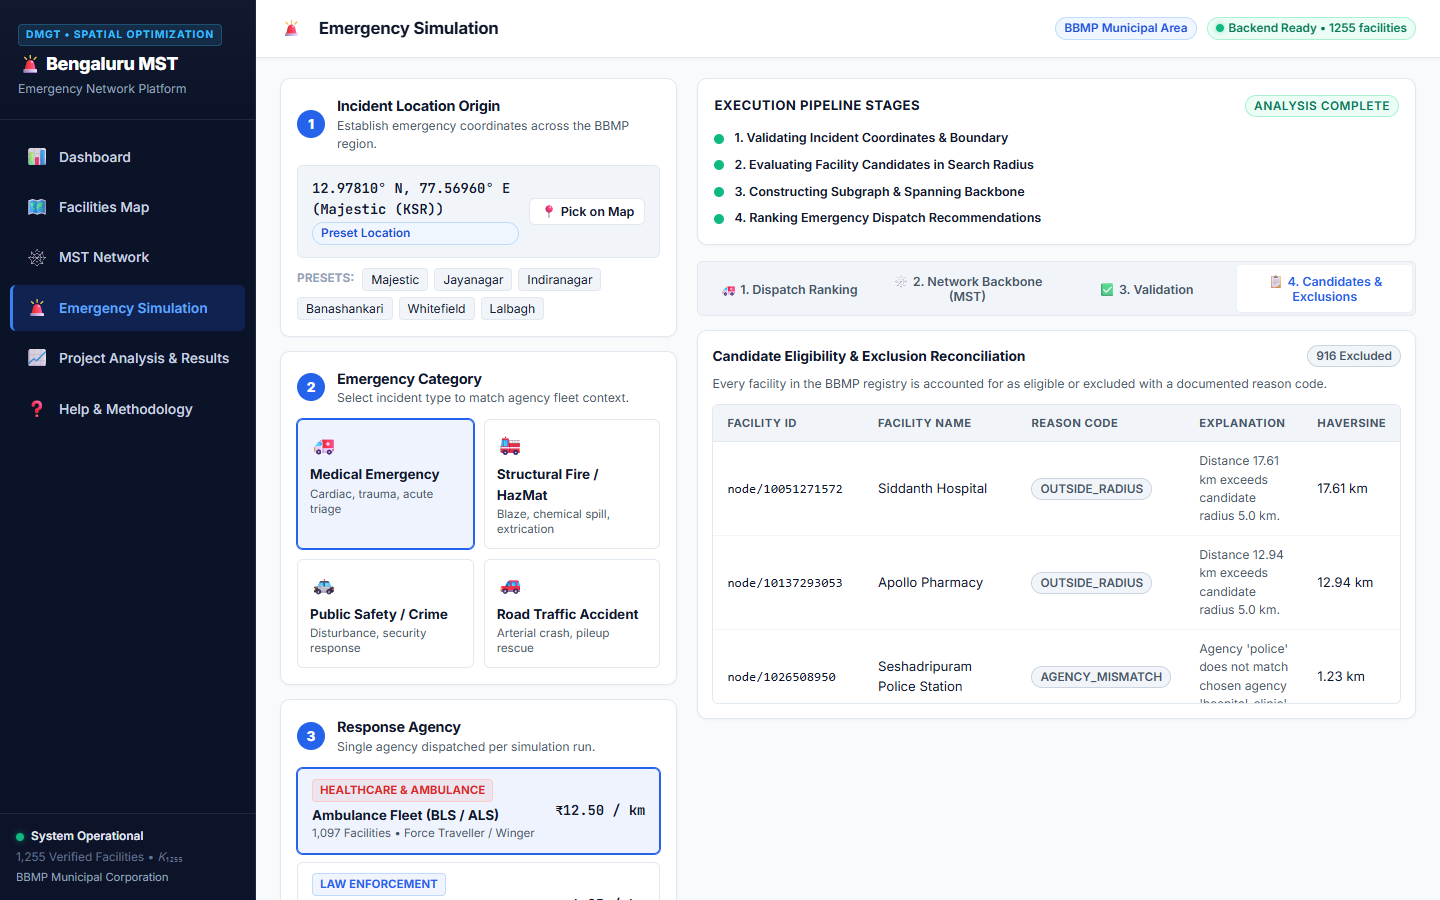 DMGT • SPATIAL OPTIMIZATION
Bengaluru MST
Emergency Network Platform
Dashboard
Facilities Map
MST Network
Emergency Simulation
Project Analysis & Results
Help & Methodology
System Operational
1,255 Verified Facilities • K₁₂₅₅
BBMP Municipal Corporation
Emergency Simulation
BBMP Municipal Area
Backend Ready • 1255 facilities
1
Incident Location Origin
Establish emergency coordinates across the BBMP
region.
12.97810° N, 77.56960° E
(Majestic (KSR))
Preset Location
Pick on Map
PRESETS:
Majestic
Jayanagar
Indiranagar
Banashankari
Whitefield
Lalbagh
2
Emergency Category
Select incident type to match agency fleet context.
Medical Emergency
Cardiac, trauma, acute
triage
Structural Fire /
HazMat
Blaze, chemical spill,
extrication
Public Safety / Crime
Disturbance, security
response
Road Traffic Accident
Arterial crash, pileup
rescue
3
Response Agency
Single agency dispatched per simulation run.
HEALTHCARE & AMBULANCE
Ambulance Fleet (BLS / ALS)
1,097 Facilities • Force Traveller / Winger
₹12.50 / km
LAW ENFORCEMENT
EXECUTION PIPELINE STAGES
ANALYSIS COMPLETE
1. Validating Incident Coordinates & Boundary
2. Evaluating Facility Candidates in Search Radius
3. Constructing Subgraph & Spanning Backbone
4. Ranking Emergency Dispatch Recommendations
1. Dispatch Ranking
2. Network Backbone
(MST)
3. Validation
4. Candidates &
Exclusions
Candidate Eligibility & Exclusion Reconciliation
916 Excluded
Every facility in the BBMP registry is accounted for as eligible or excluded with a documented reason code.
FACILITY ID
FACILITY NAME
REASON CODE
EXPLANATION
HAVERSINE
node/10051271572
Siddanth Hospital
OUTSIDE_RADIUS
Distance 17.61
km exceeds
candidate
radius 5.0 km.
17.61 km
node/10137293053
Apollo Pharmacy
OUTSIDE_RADIUS
Distance 12.94
km exceeds
candidate
radius 5.0 km.
12.94 km
node/1026508950
Seshadripuram
Police Station
AGENCY_MISMATCH
Agency 'police'
does not match
chosen agency
1.23 km